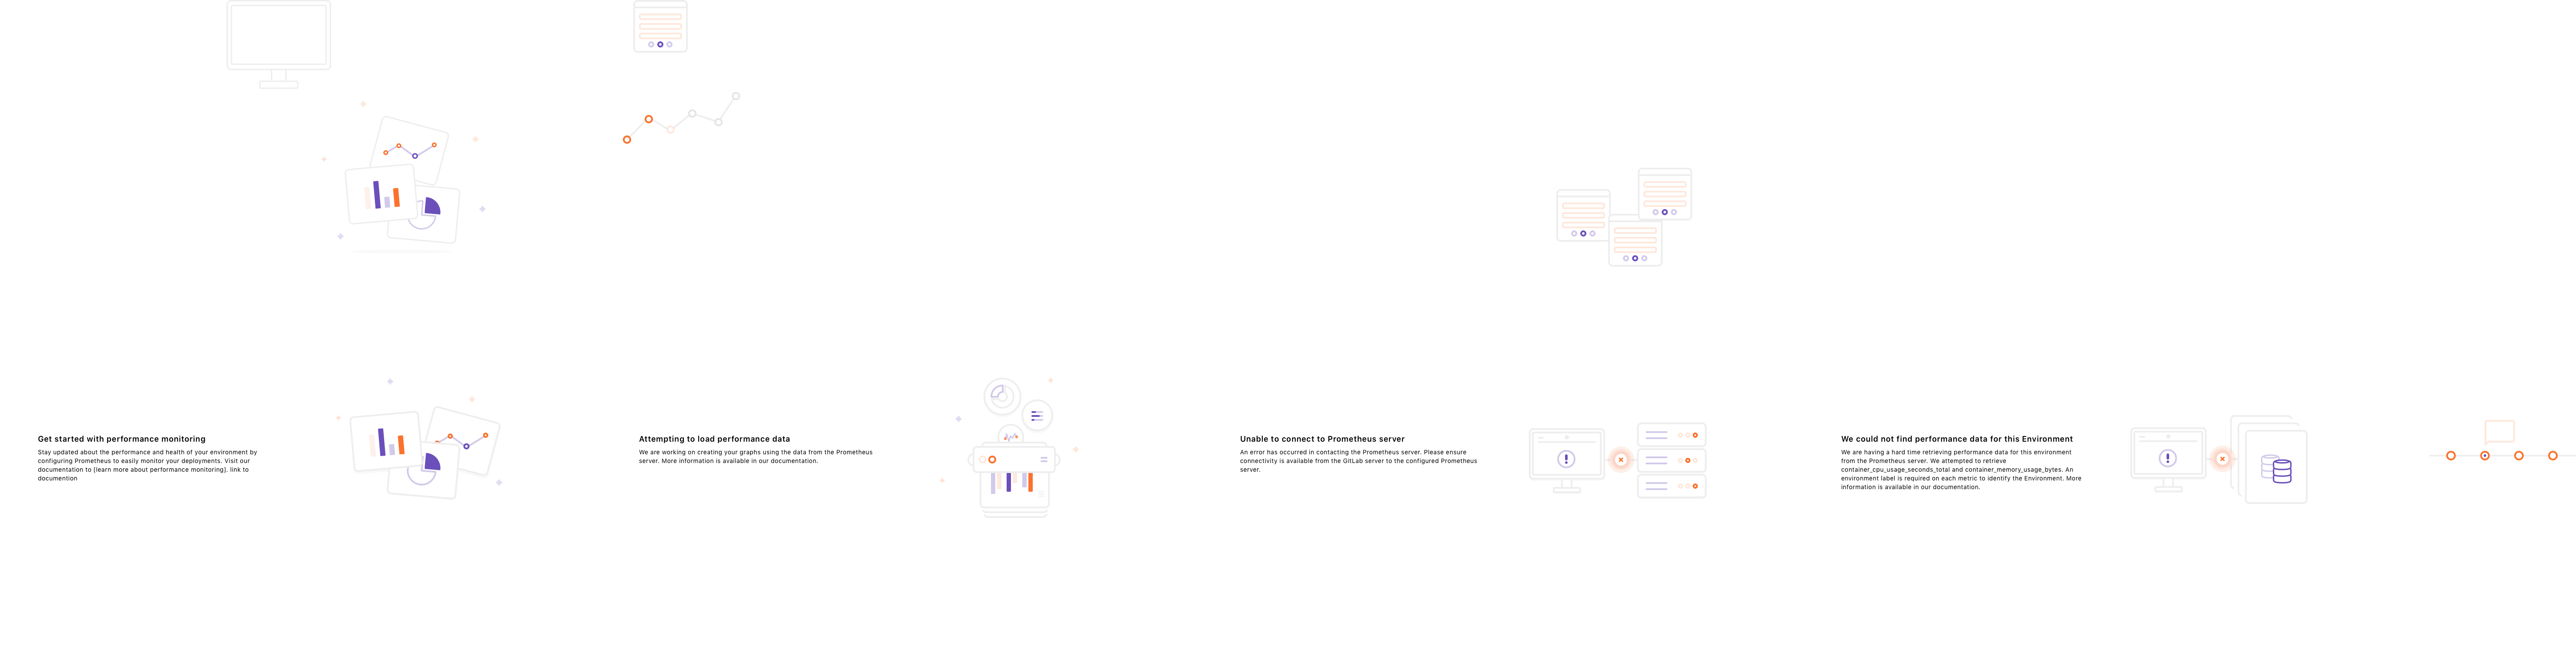 Get started with performance monitoring
Stay updated about the performance and health of your environment by
configuring Prometheus to easily monitor your deployments. Visit our
documentation to [learn more about performance monitoring]. link to
documention
Attempting to load performance data
We are working on creating your graphs using the data from the Prometheus
server. More information is available in our documentation.
Unable to connect to Prometheus server
An error has occurred in contacting the Prometheus server. Please ensure
connectivity is available from the GitLab server to the configured Prometheus
server.
We could not find performance data for this Environment
We are having a hard time retrieving performance data for this environment
from the Prometheus server. We attempted to retrieve
container_cpu_usage_seconds_total and container_memory_usage_bytes. An
environment label is required on each metric to identify the Environment. More
information is available in our documentation.